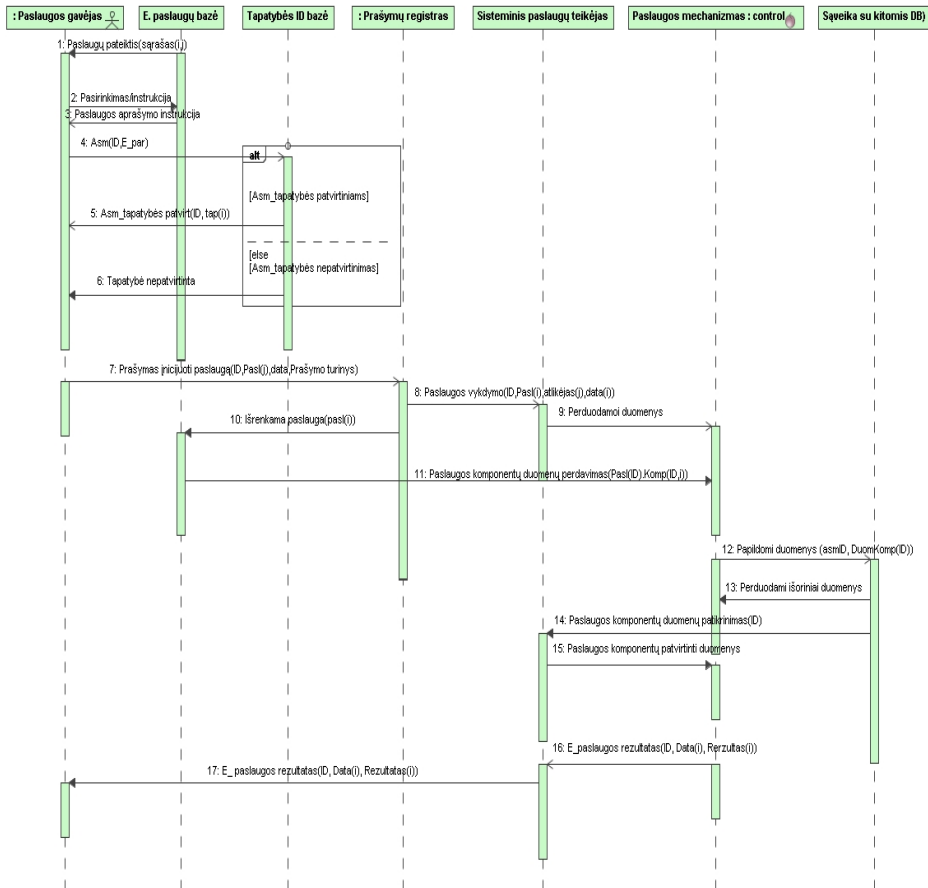 : Paslaugos gavėjas
E. paslaugų bazė
Tapatybės ID bazė
: Prašymų registras
Sisteminis paslaugų teikėjas
Paslaugos mechanizmas : control
Sąveika su kitomis DB)
1: Paslaugų pateiktis(sąrašas(i,j)
2: Pasirinkimas/instrukcija
3: Paslaugos aprašymo instrukcija
4: Asm(ID,E_par)
alt
[Asm_tapatybės patvirtiniams]
5: Asm_tapatybės patvirt(ID, tap(i))
[else
[Asm_tapatybės nepatvirtinimas]
6: Tapatybė nepatvirtinta
7: Prašymas įnicijuoti paslaugą(ID,Pasl(j),data,Prašymo turinys)
8: Paslaugos vykdymo(ID,Pasl(i),atlikėjas(j),data(i))
9: Perduodamoi duomenys
10: Išrenkama paslauga(pasl(i))
11: Paslaugos komponentų duomenų perdavimas(Pasl(ID).Komp(ID,i))
12: Papildomi duomenys (asmID, DuomKomp(ID))
13: Perduodami išoriniai duomenys
14: Paslaugos komponentų duomenų patikrinimas(ID)
15: Paslaugos komponentų patvirtinti duomenys
16: E_paslaugos rezultatas(ID, Data(i), Rerzultas(i))
17: E_ paslaugos rezultatas(ID, Data(i), Rezultatas(i))